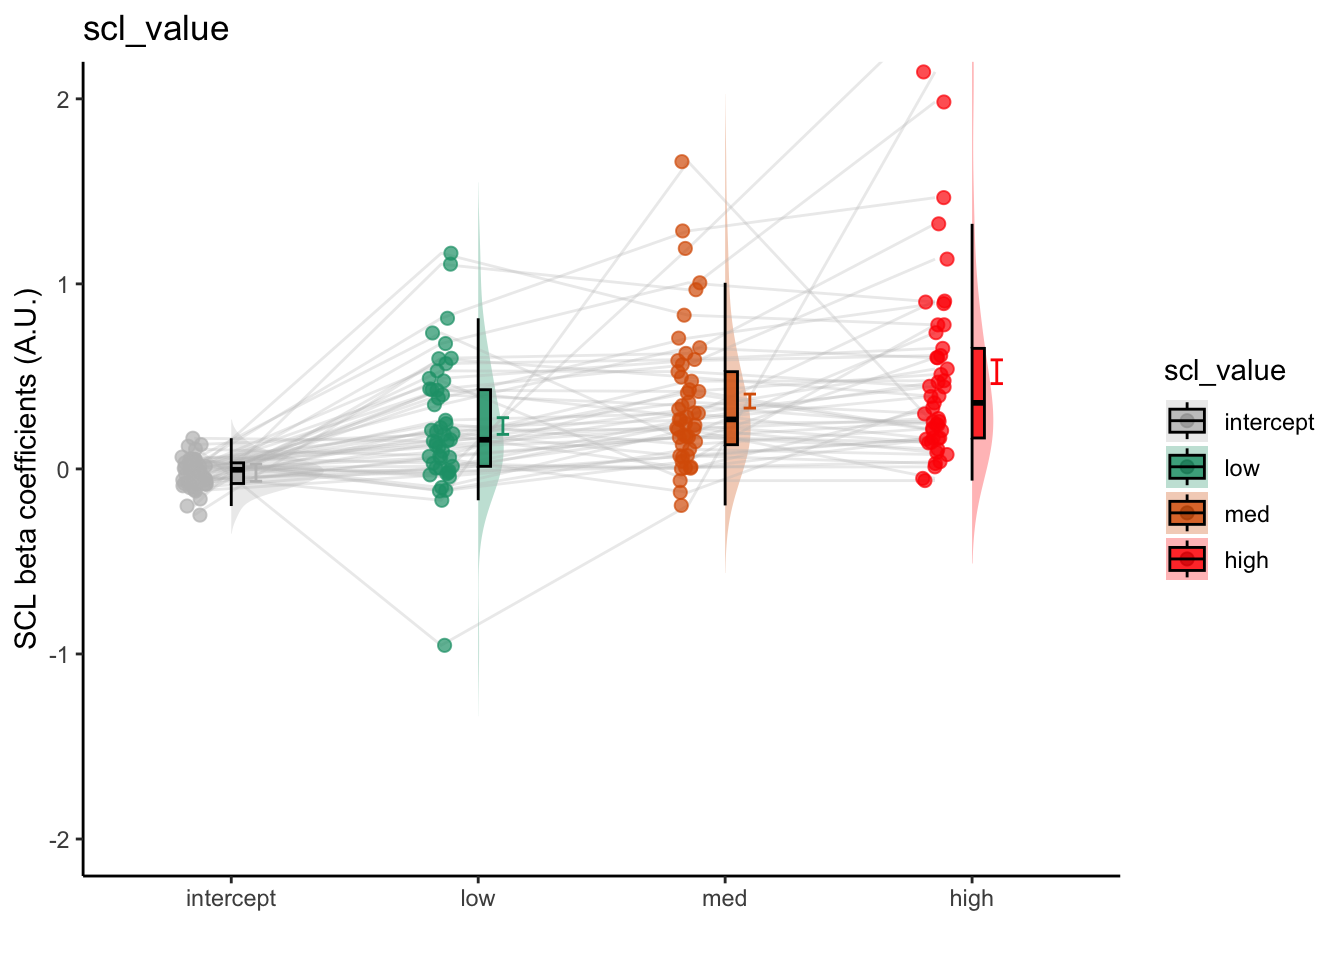 scl_value
SCL beta coefficients (A.U.)
2
1
0
-1
-2
intercept
low
med
high
scl_value
intercept
low
med
high